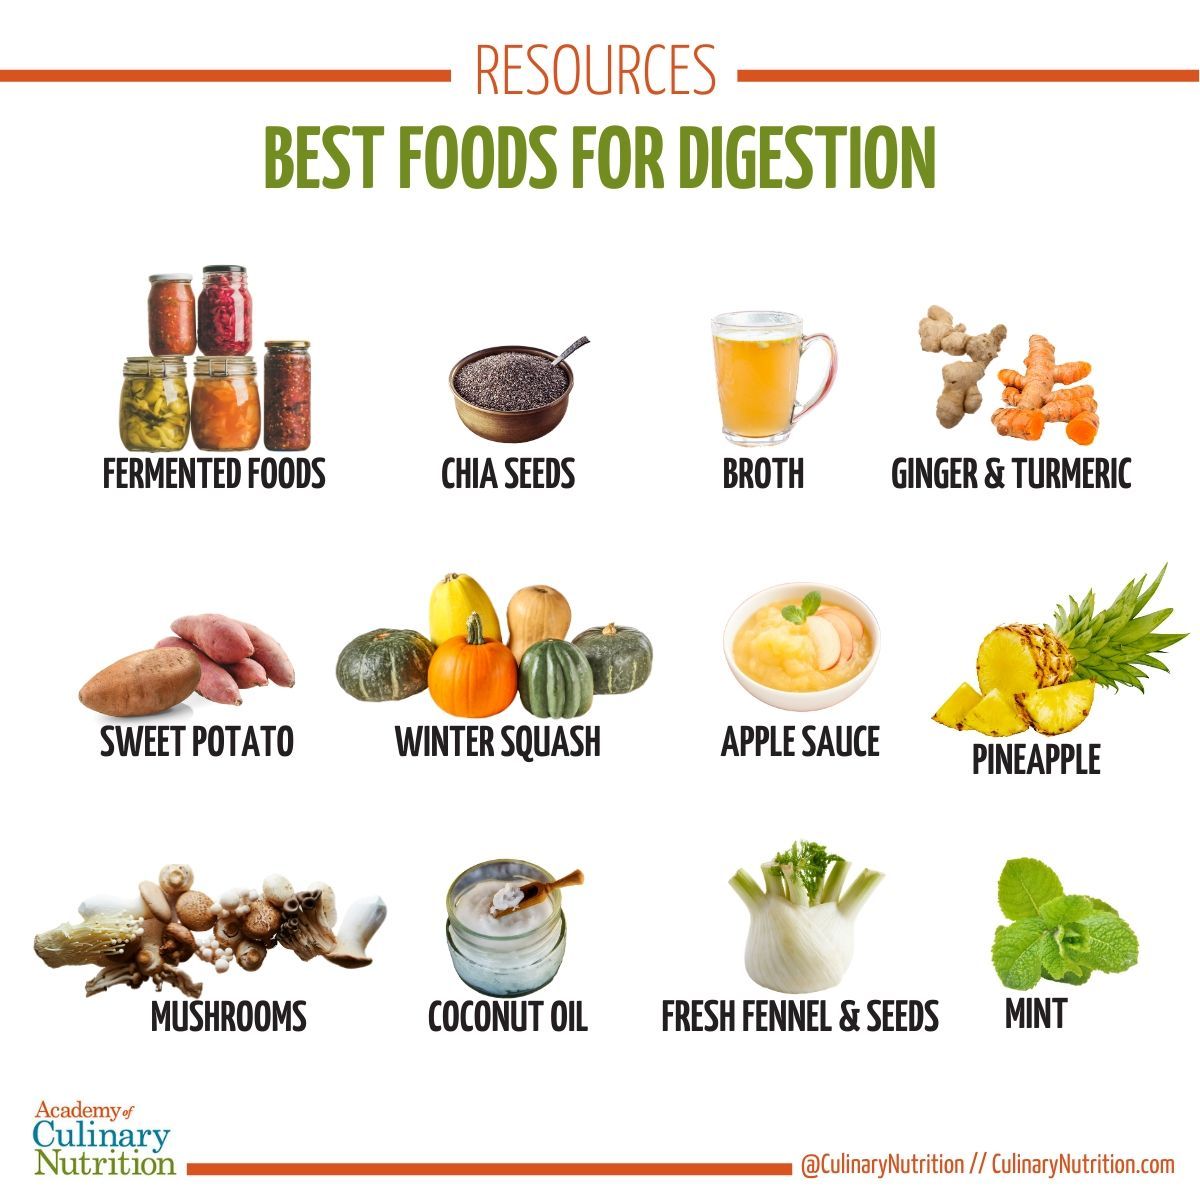 RESOURCES
BEST FOODS FOR DIGESTION
FERMENTED FOODS
CHIA SEEDS
BROTH
GINGER & TURMERIC
SWEET POTATO
WINTER SQUASH
APPLE SAUCE
PINEAPPLE
MUSHROOMS
COCONUT OIL
FRESH FENNEL & SEEDS
MINT
Academy of
Culinary
Nutrition
@CulinaryNutrition // CulinaryNutrition.com